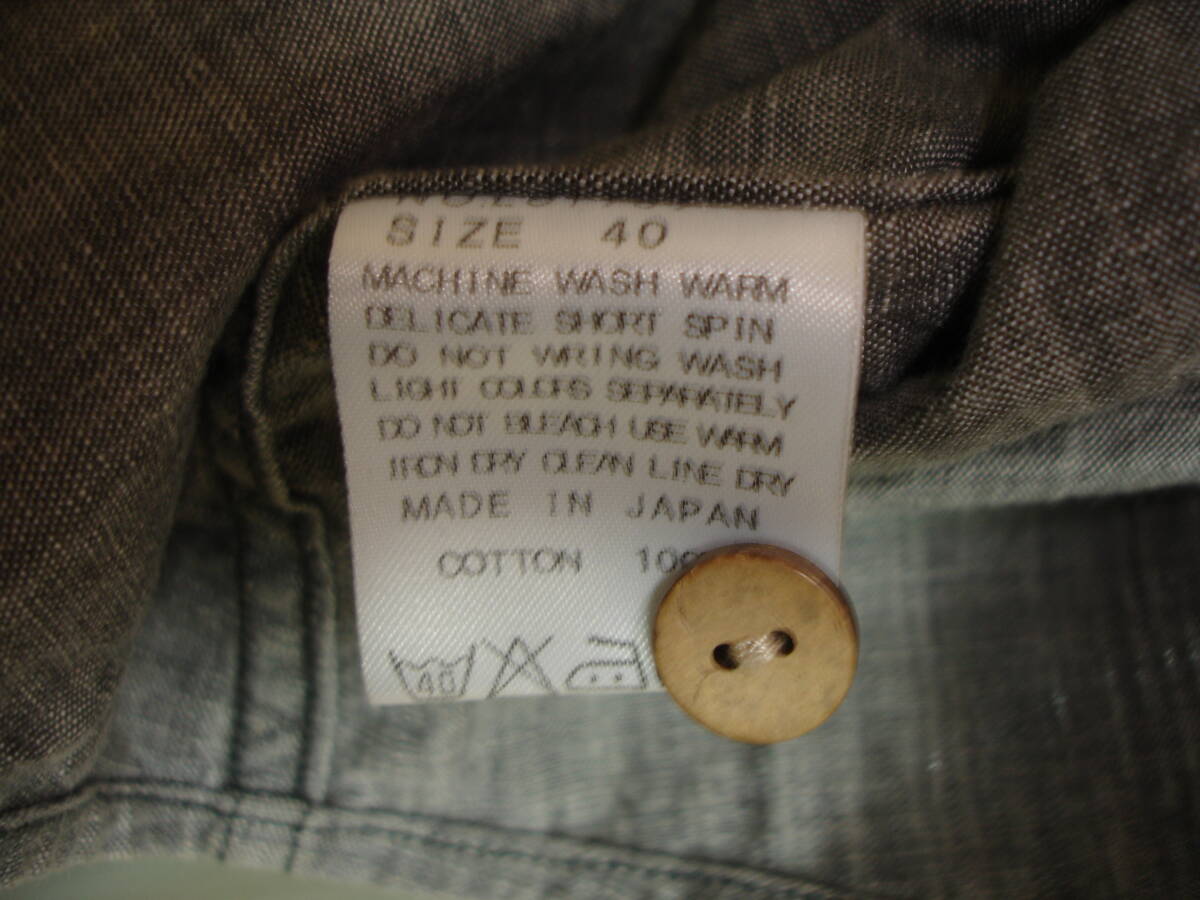 SIZE 40
MACHINE WASH WARM
DELICATE SHORT SPIN
DO NOT WRING WASH
LIGHT COLORS SEPARATELY
DO NOT BLEACH USE WARM
IRON DRY CLEAN LINE DRY
MADE IN JAPAN
COTTON
40